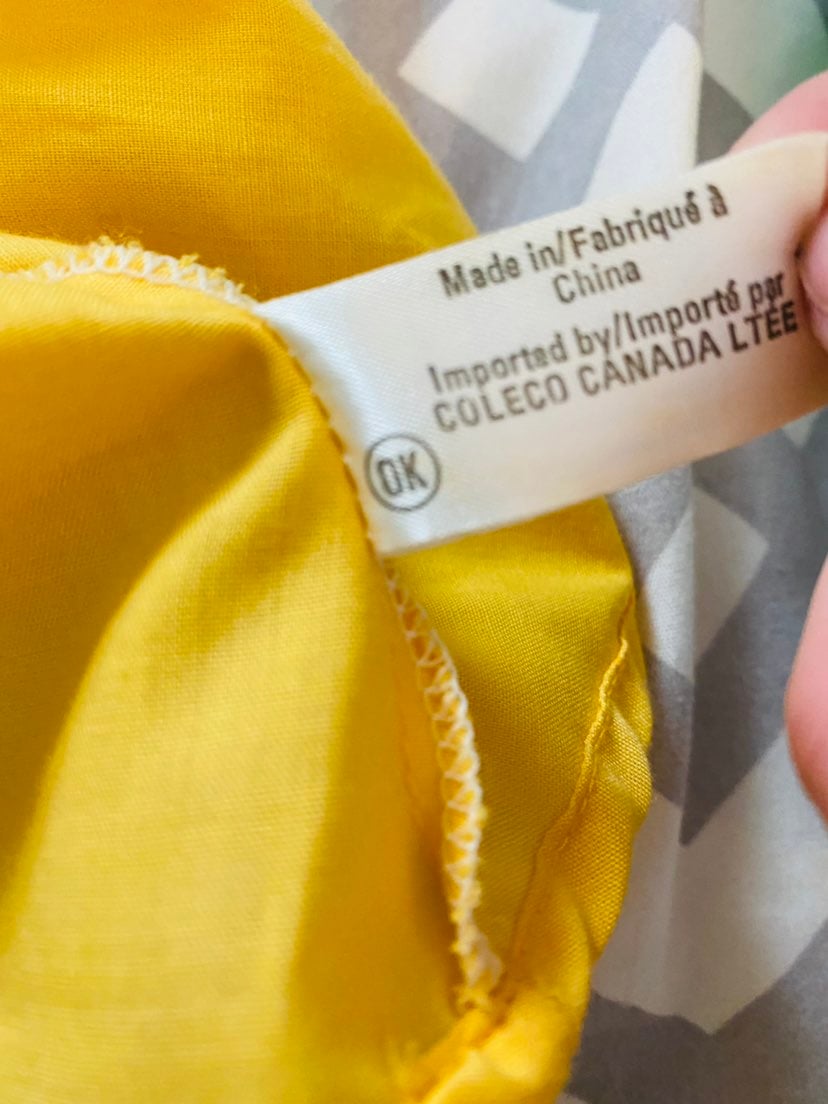 Made in/Fabriqué à
China
Imported by/Importé par
COLECO CANADA LTÉE
OK